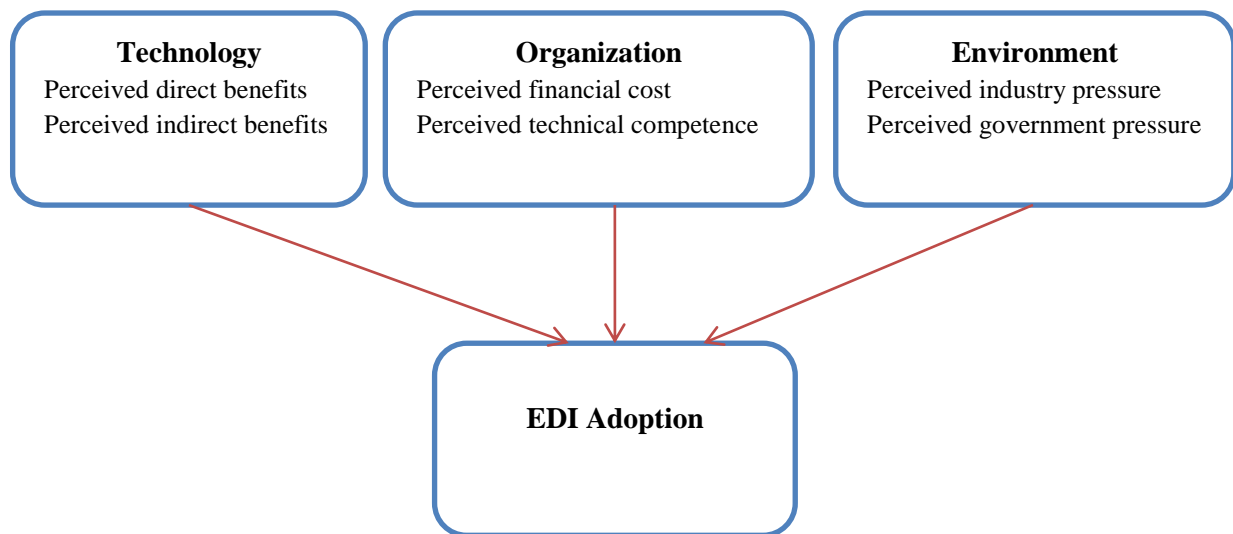 Technology
Perceived direct benefits
Perceived indirect benefits
Organization
Perceived financial cost
Perceived technical competence
Environment
Perceived industry pressure
Perceived government pressure
EDI Adoption